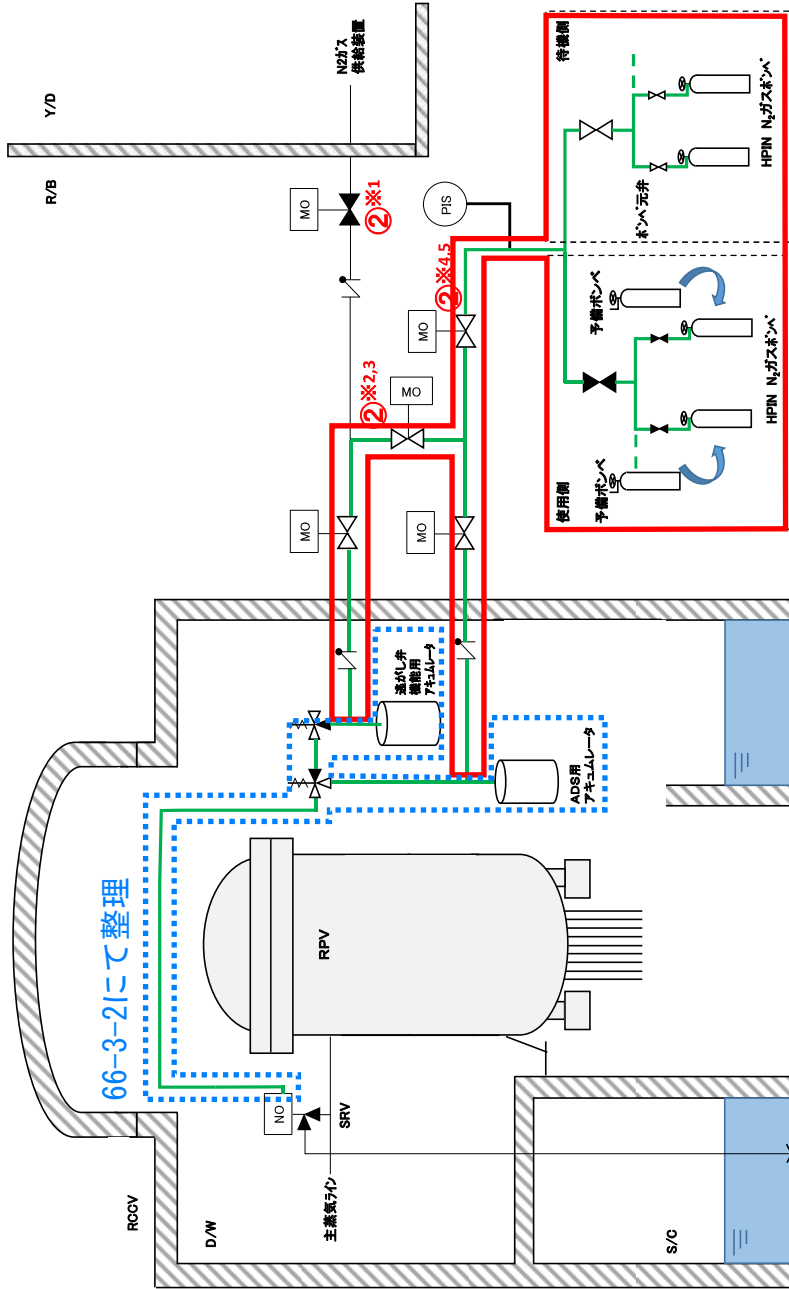 Y/D
R/B
N2ガス
供給装置
MO
②※1
PIS
②※4,5
MO
②※2,3
MO
MO
MO
待機側
HPIN N₂ガスボンベ
ボンベ元弁
予備ボンベ
HPIN N₂ガスボンベ
使用側
予備ボンベ
逃がし弁
機能用
アキュムレータ
ADS用
アキュムレータ
66-3-2にて整理
RPV
NO
SRV
主蒸気ライン
RCCV
D/W
S/C